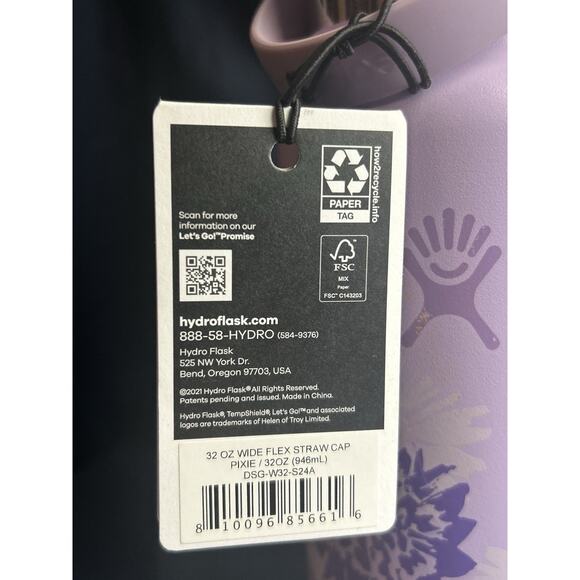 how2recycle.info
PAPER
TAG
Scan for more
information on our
Let's Go!™Promise
FSC
MIX
Paper
FSC™ C143203
hydroflask.com
888-58-HYDRO (584-9376)
Hydro Flask
525 NW York Dr.
Bend, Oregon 97703, USA
©2021 Hydro Flask® All Rights Reserved.
Patents pending and issued. Made in China.
Hydro Flask®, TempShield®, Let's Go!™ and associated
logos are trademarks of Helen of Troy Limited.
32 OZ WIDE FLEX STRAW CAP
PIXIE / 32OZ (946mL)
DSG-W32-S24A
8 10096 85661 6